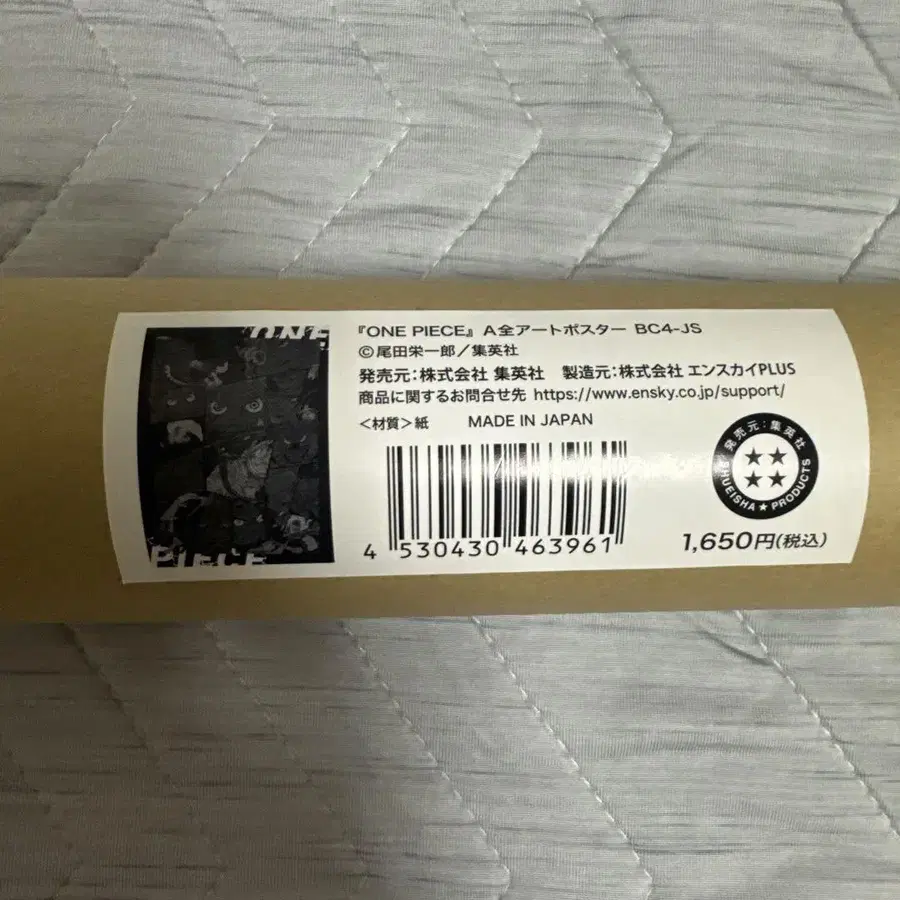 ONE
PIECE
『ONE PIECE』 A全アートポスター BC4-JS
©尾田栄一郎／集英社
発売元：株式会社 集英社 製造元：株式会社 エンスカイPLUS
商品に関するお問合せ先 https://www.ensky.co.jp/support/
＜材質＞紙 MADE IN JAPAN
4 530430 463961
発売元：集英社
SHUEISHA★PRODUCTS
1,650円(税込)